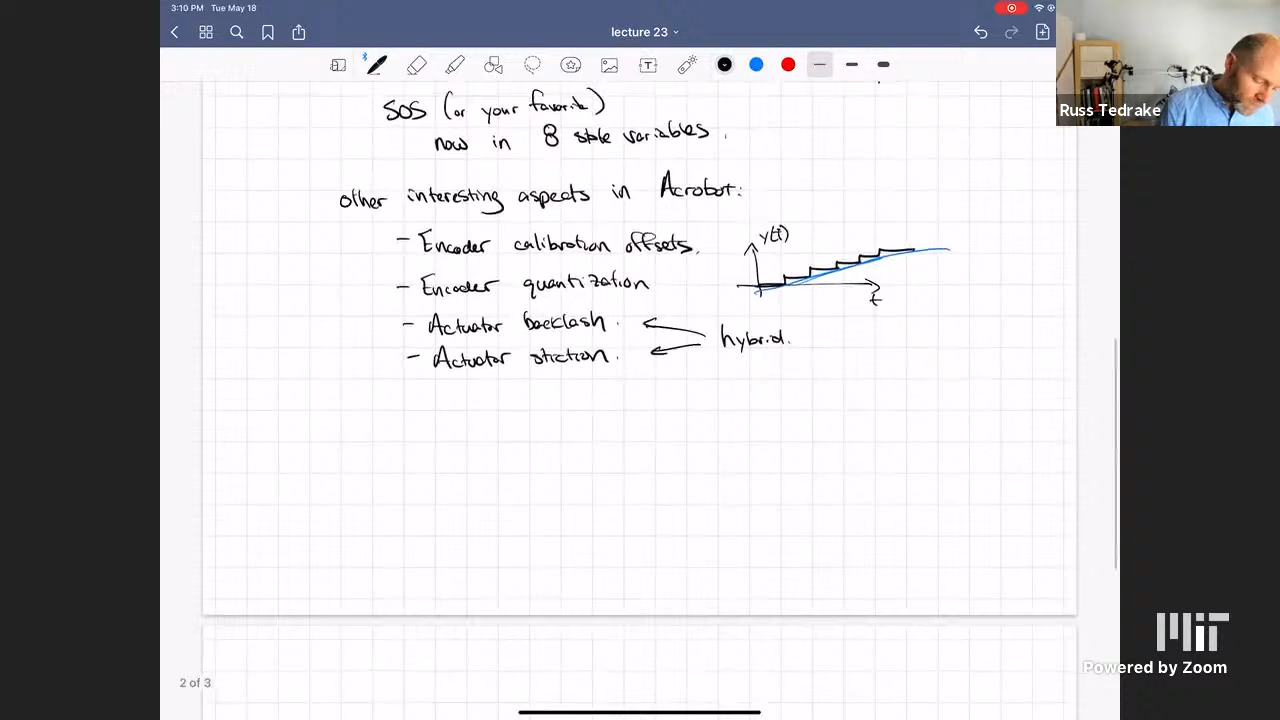 3:10 PM Tue May 18
lecture 23
Russ Tedrake
SOS (or your favorite)
now in 8 state variables.
other interesting aspects in Acrobot:
- Encoder calibration offsets.
- Encoder quantization
- Actuator backlash.
- Actuator stiction.
hybrid.
y(t)
t
2 of 3
MIT
Powered by Zoom